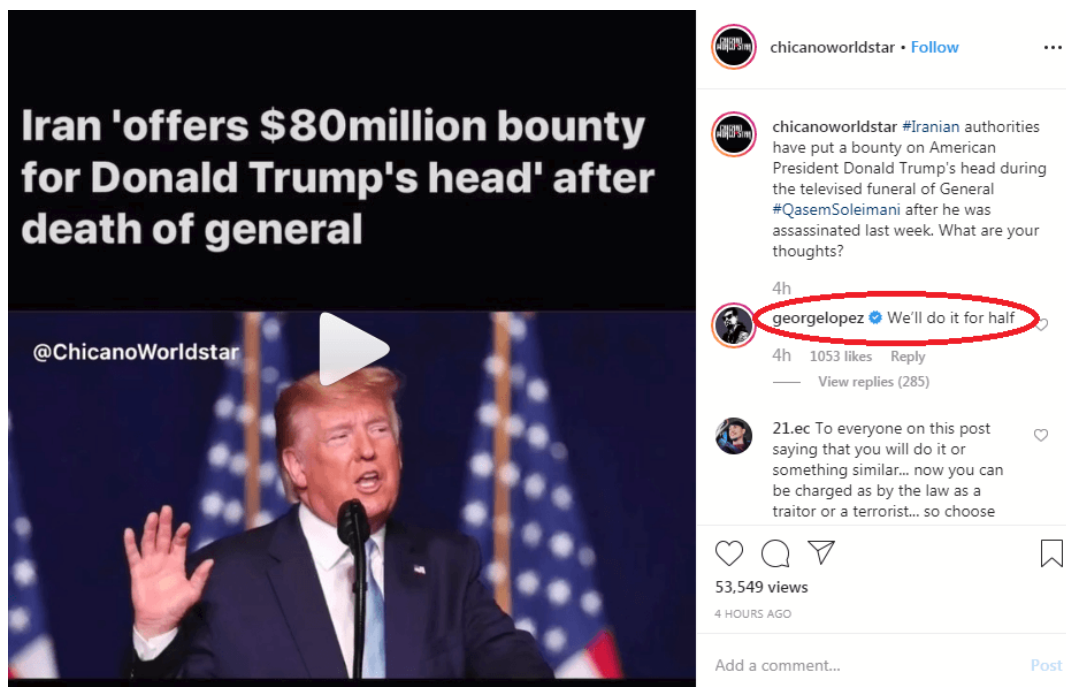 Iran 'offers $80million bounty
for Donald Trump's head' after
death of general
@ChicanoWorldstar
chicanoworldstar • Follow
chicanoworldstar #Iranian authorities
have put a bounty on American
President Donald Trump's head during
the televised funeral of General
#QasemSoleimani after he was
assassinated last week. What are your
thoughts?
4h
georgelopez We'll do it for half
4h 1053 likes Reply
View replies (285)
21.ec To everyone on this post
saying that you will do it or
something similar... now you can
be charged as by the law as a
traitor or a terrorist... so choose
53,549 views
4 HOURS AGO
Add a comment...
Post